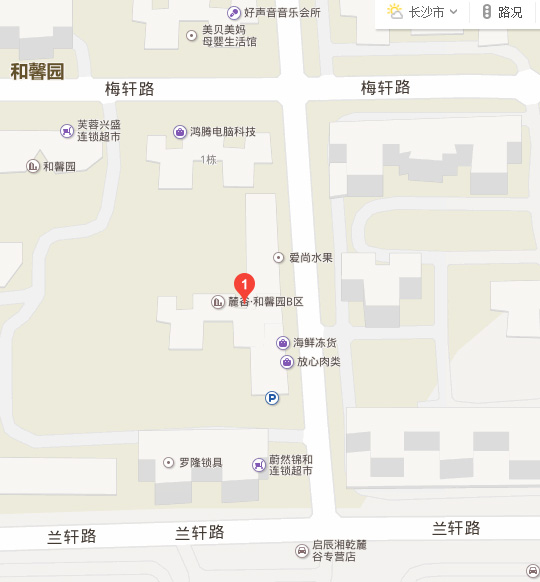 好声音音乐会所
长沙市
路况
美贝美妈
母婴生活馆
和馨园
梅轩路
梅轩路
芙蓉兴盛
连锁超市
鸿腾电脑科技
1栋
和馨园
爱尚水果
1
麓谷·和馨园B区
海鲜冻货
放心肉类
P
罗隆锁具
蔚然锦和
连锁超市
兰轩路
兰轩路
兰轩路
启辰湘乾麓
谷专营店